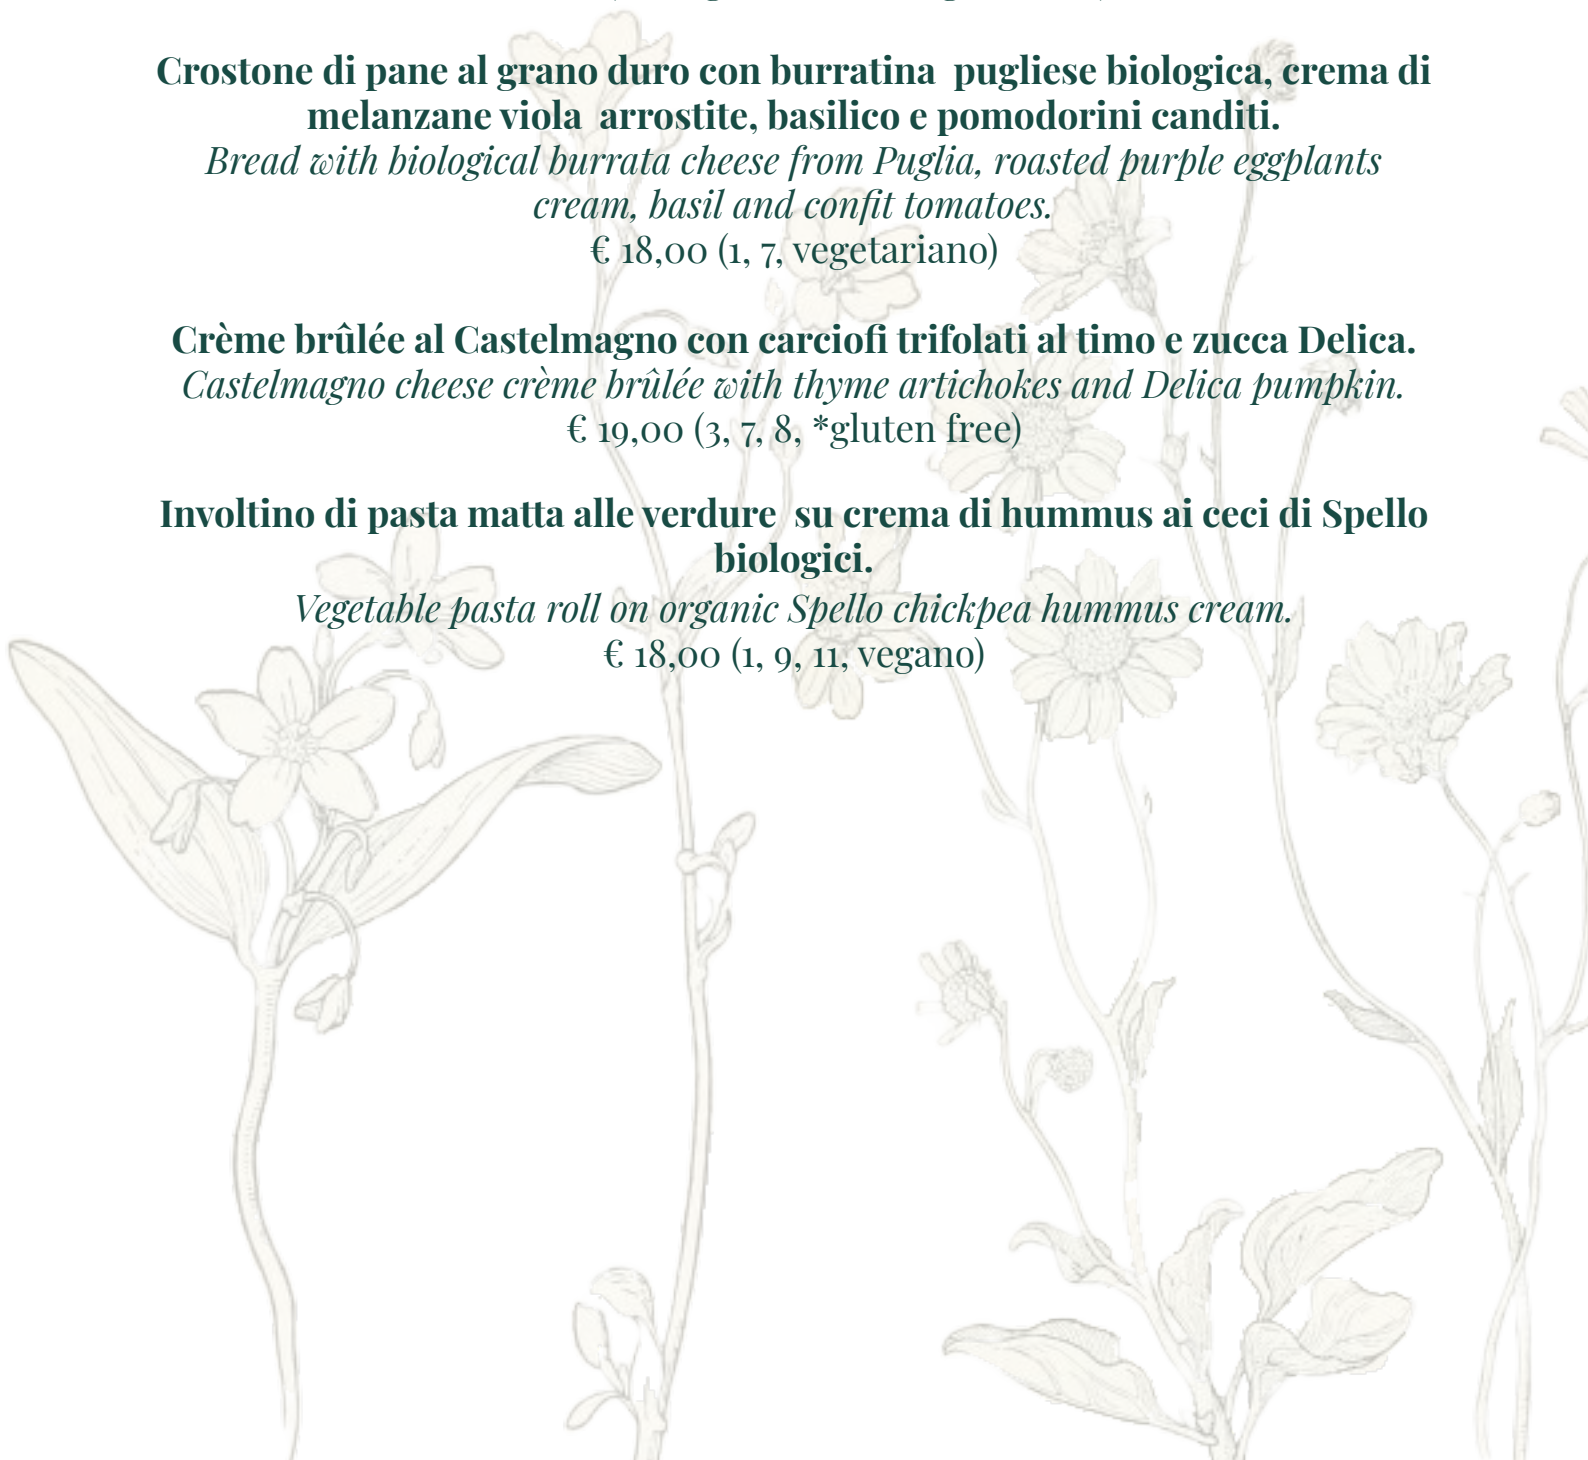 Crostone di pane al grano duro con burratina  pugliese biologica, crema di
melanzane viola  arrostite, basilico e pomodorini canditi.
Bread with biological burrata cheese from Puglia, roasted purple eggplants
cream, basil and confit tomatoes.
€ 18,00 (1, 7, vegetariano)
Crème brûlée al Castelmagno con carciofi trifolati al timo e zucca Delica.
Castelmagno cheese crème brûlée with thyme artichokes and Delica pumpkin.
€ 19,00 (3, 7, 8, *gluten free)
Involtino di pasta matta alle verdure  su crema di hummus ai ceci di Spello
biologici.
Vegetable pasta roll on organic Spello chickpea hummus cream.
€ 18,00 (1, 9, 11, vegano)